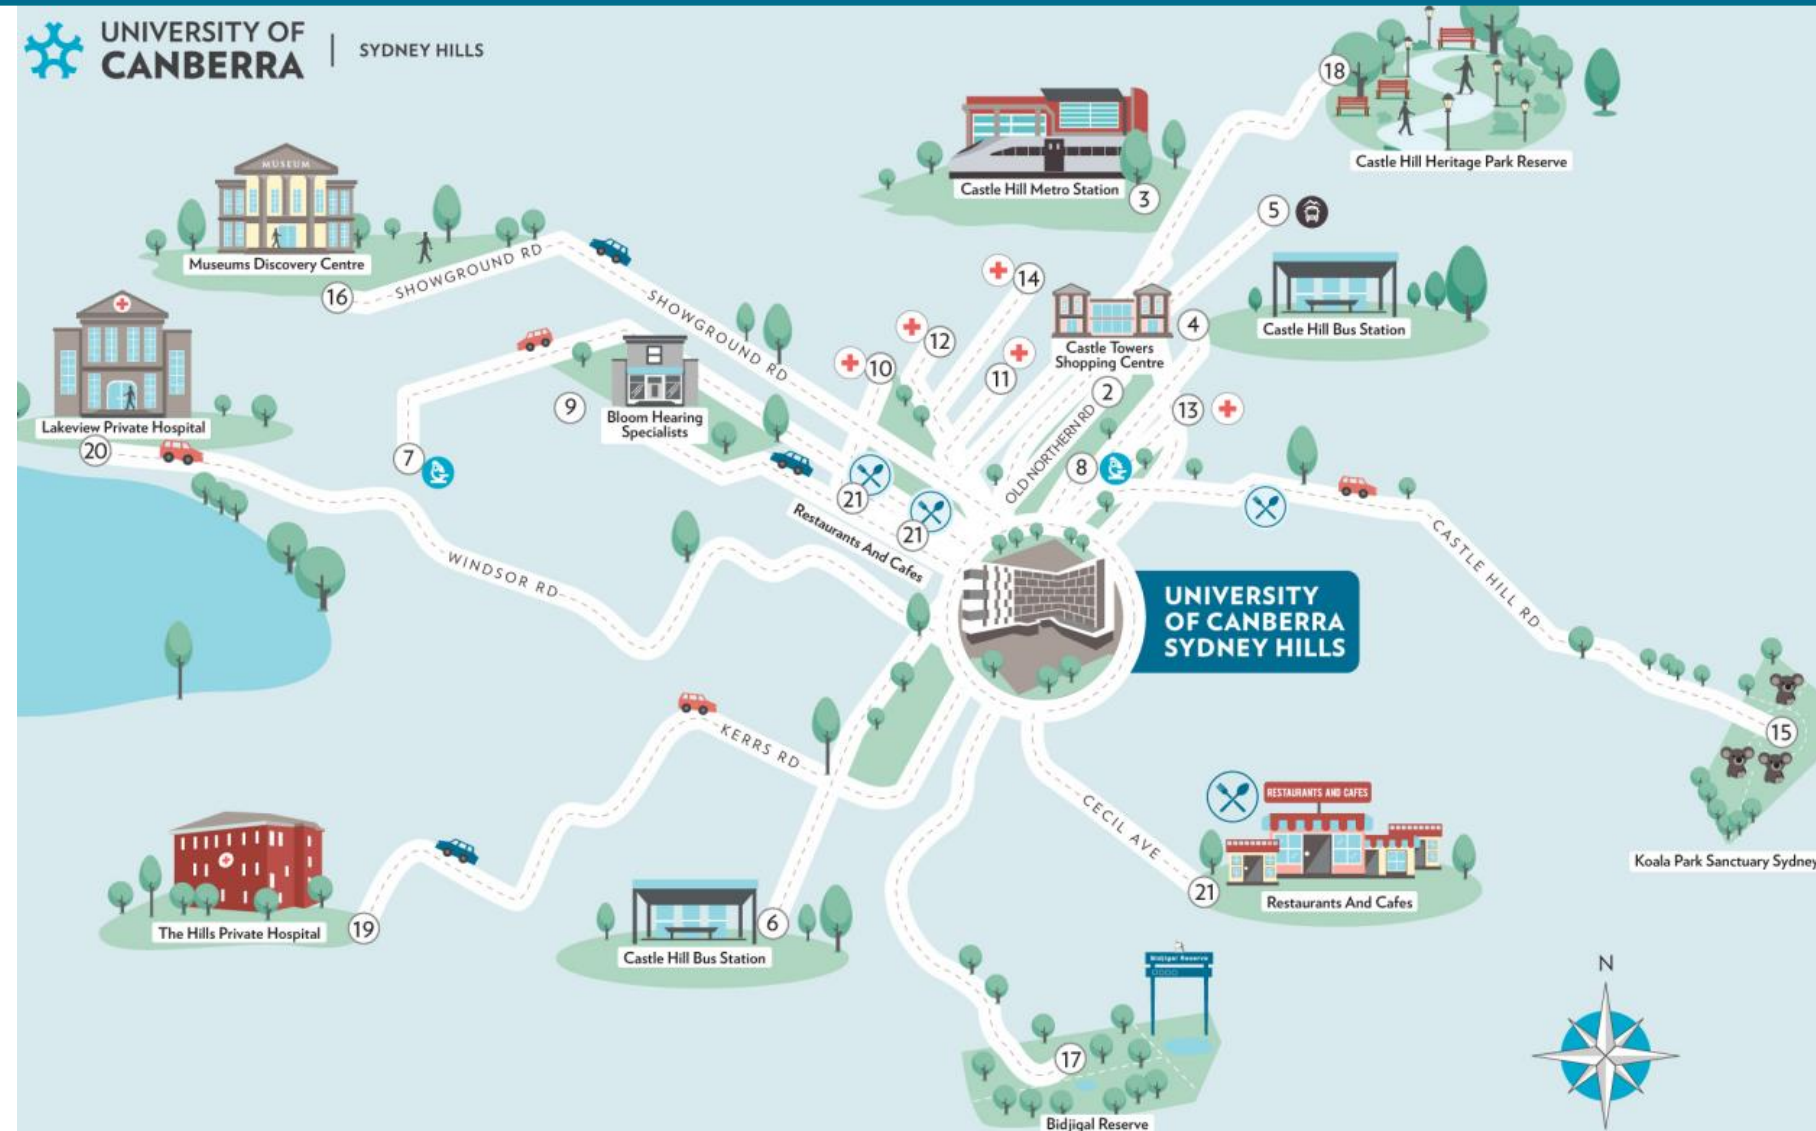 UNIVERSITY OF
CANBERRA
SYDNEY HILLS
18
Castle Hill Heritage Park Reserve
Castle Hill Metro Station
3
MUSEUM
Museums Discovery Centre
16
SHOWGROUND RD
SHOWGROUND RD
5
14
4
Castle Hill Bus Station
Castle Towers
Shopping Centre
2
12
10
11
13
Lakeview Private Hospital
20
9
Bloom Hearing
Specialists
7
OLD NORTHERN RD
8
21
21
Restaurants And Cafes
WINDSOR RD
CASTLE HILL RD
UNIVERSITY
OF CANBERRA
SYDNEY HILLS
15
Koala Park Sanctuary Sydney
KERRS RD
CECIL AVE
RESTAURANTS AND CAFES
21
Restaurants And Cafes
The Hills Private Hospital
19
6
Castle Hill Bus Station
Bidjigal Reserve
17
Bidjigal Reserve
N